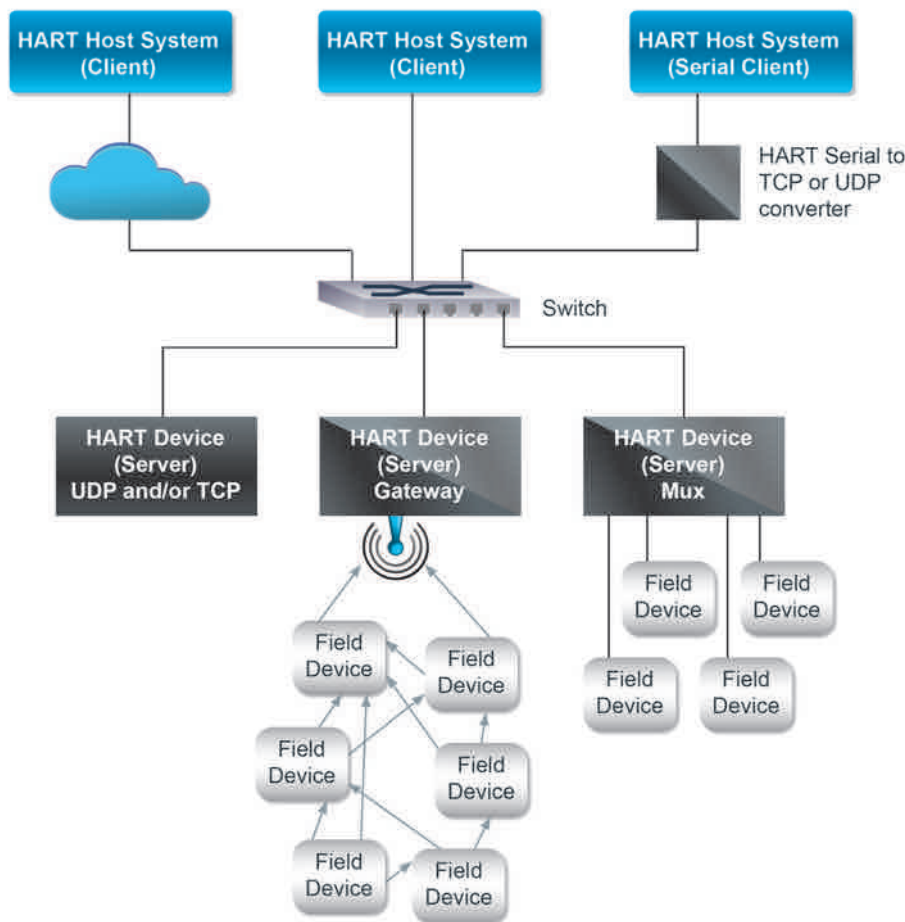 HART Host System
(Client)
HART Host System
(Client)
HART Host System
(Serial Client)
HART Serial to
TCP or UDP
converter
Switch
HART Device
(Server)
UDP and/or TCP
HART Device
(Server)
Gateway
HART Device
(Server)
Mux
Field
Device
Field
Device
Field
Device
Field
Device
Field
Device
Field
Device
Field
Device
Field
Device
Field
Device
Field
Device